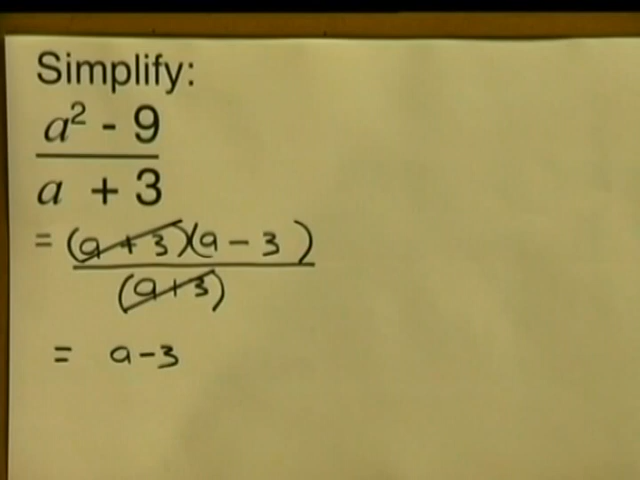 Simplify:
a² - 9
a + 3
= (a + 3)(a - 3)
(a + 3)
= a - 3